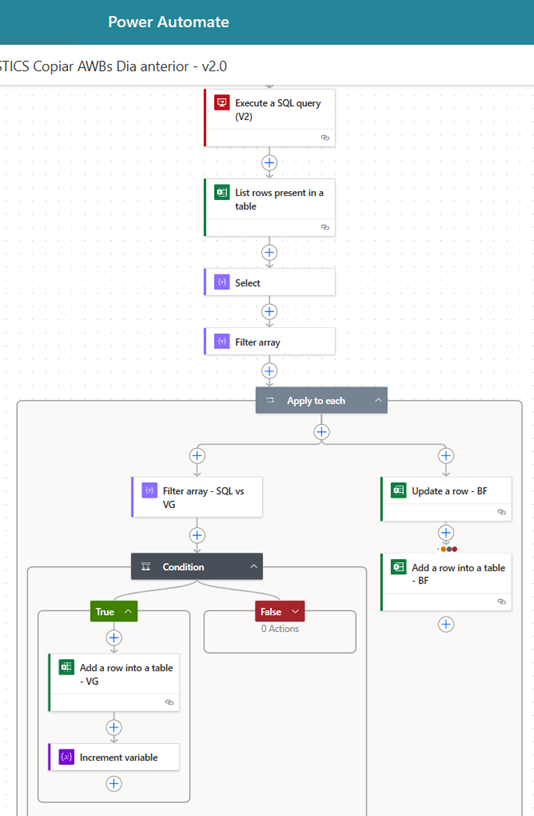 Power Automate
STICS Copiar AWBs Dia anterior - v2.0
Execute a SQL query
(V2)
List rows present in a
table
Select
Filter array
Apply to each
Filter array - SQL vs
VG
Update a row - BF
Condition
Add a row into a table
- BF
True
False
0 Actions
Add a row into a table
- VG
Increment variable